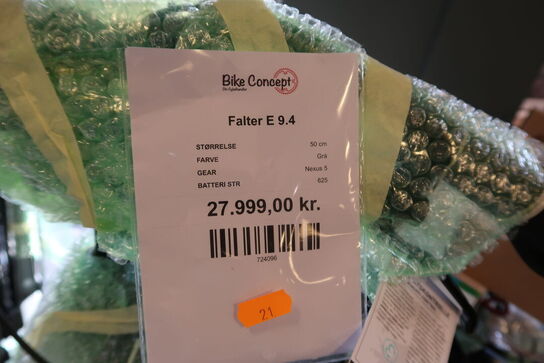 Bike Concept
Falter E 9.4
STØRRELSE 50 cm
FARVE Grå
GEAR Nexus 5
BATTERI STR 625
27.999,00 kr.
724096
21